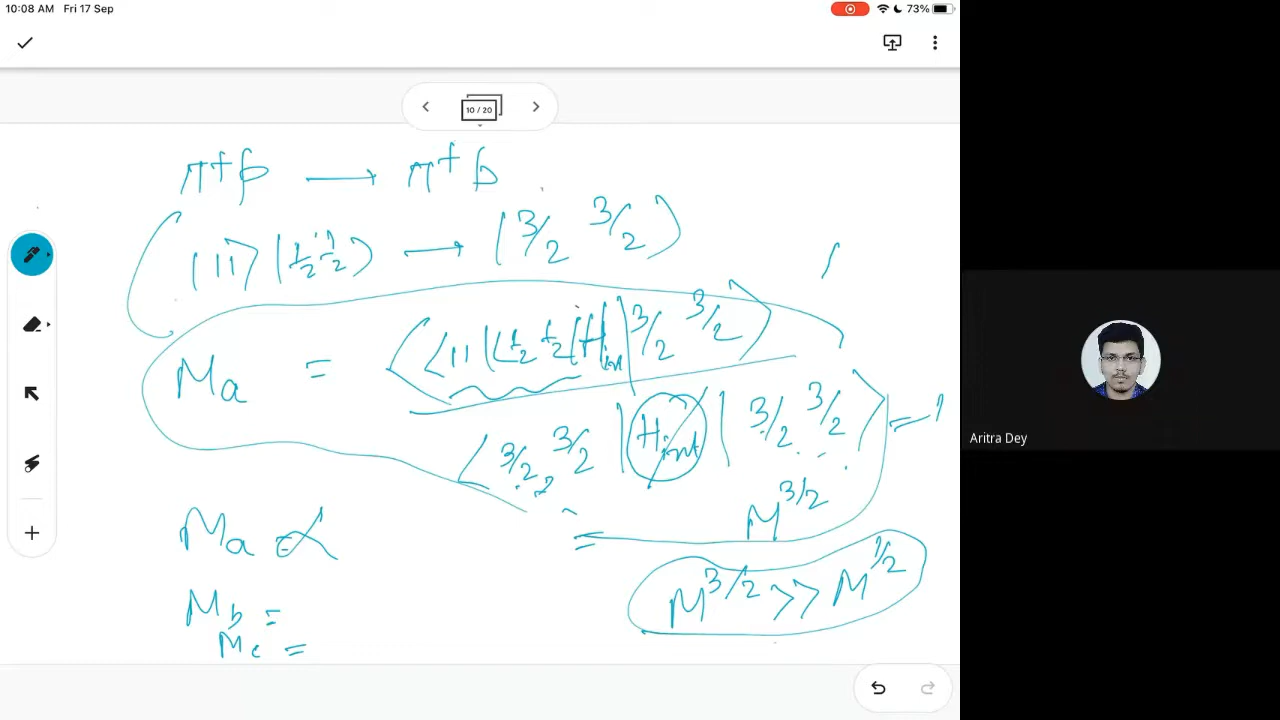 10:08 AM Fri 17 Sep 73%
10 / 20
π⁺p ⟶ π⁺p
|11⟩ |½ ½⟩ ⟶ |3/2 3/2⟩
Ma = ⟨⟨11|⟨½ ½|Hint|3/2 3/2⟩
⟨3/2 3/2 | Hint | 3/2 3/2⟩ = 1
Aritra Dey
Ma ∝ = M^3/2
M^3/2 >> M^1/2
Mb =
Mc =